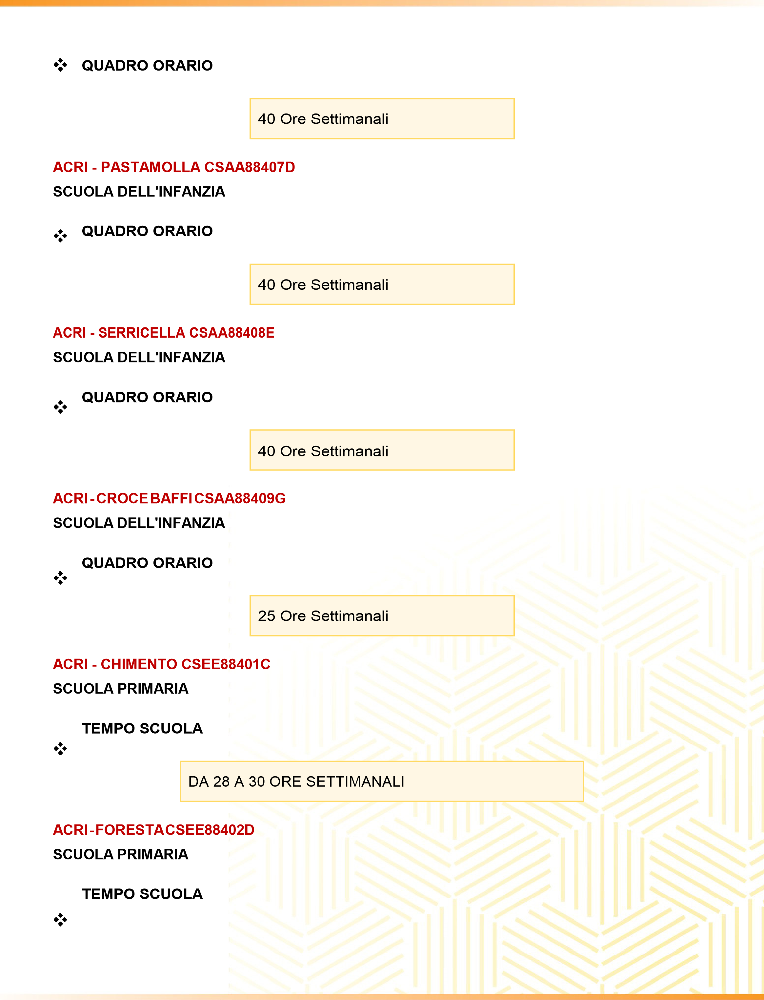 ❖ QUADRO ORARIO
40 Ore Settimanali
ACRI - PASTAMOLLA CSAA88407D
SCUOLA DELL'INFANZIA
❖ QUADRO ORARIO
40 Ore Settimanali
ACRI - SERRICELLA CSAA88408E
SCUOLA DELL'INFANZIA
❖ QUADRO ORARIO
40 Ore Settimanali
ACRI - CROCE BAFFI CSAA88409G
SCUOLA DELL'INFANZIA
❖ QUADRO ORARIO
25 Ore Settimanali
ACRI - CHIMENTO CSEE88401C
SCUOLA PRIMARIA
❖ TEMPO SCUOLA
DA 28 A 30 ORE SETTIMANALI
ACRI - FORESTA CSEE88402D
SCUOLA PRIMARIA
❖ TEMPO SCUOLA